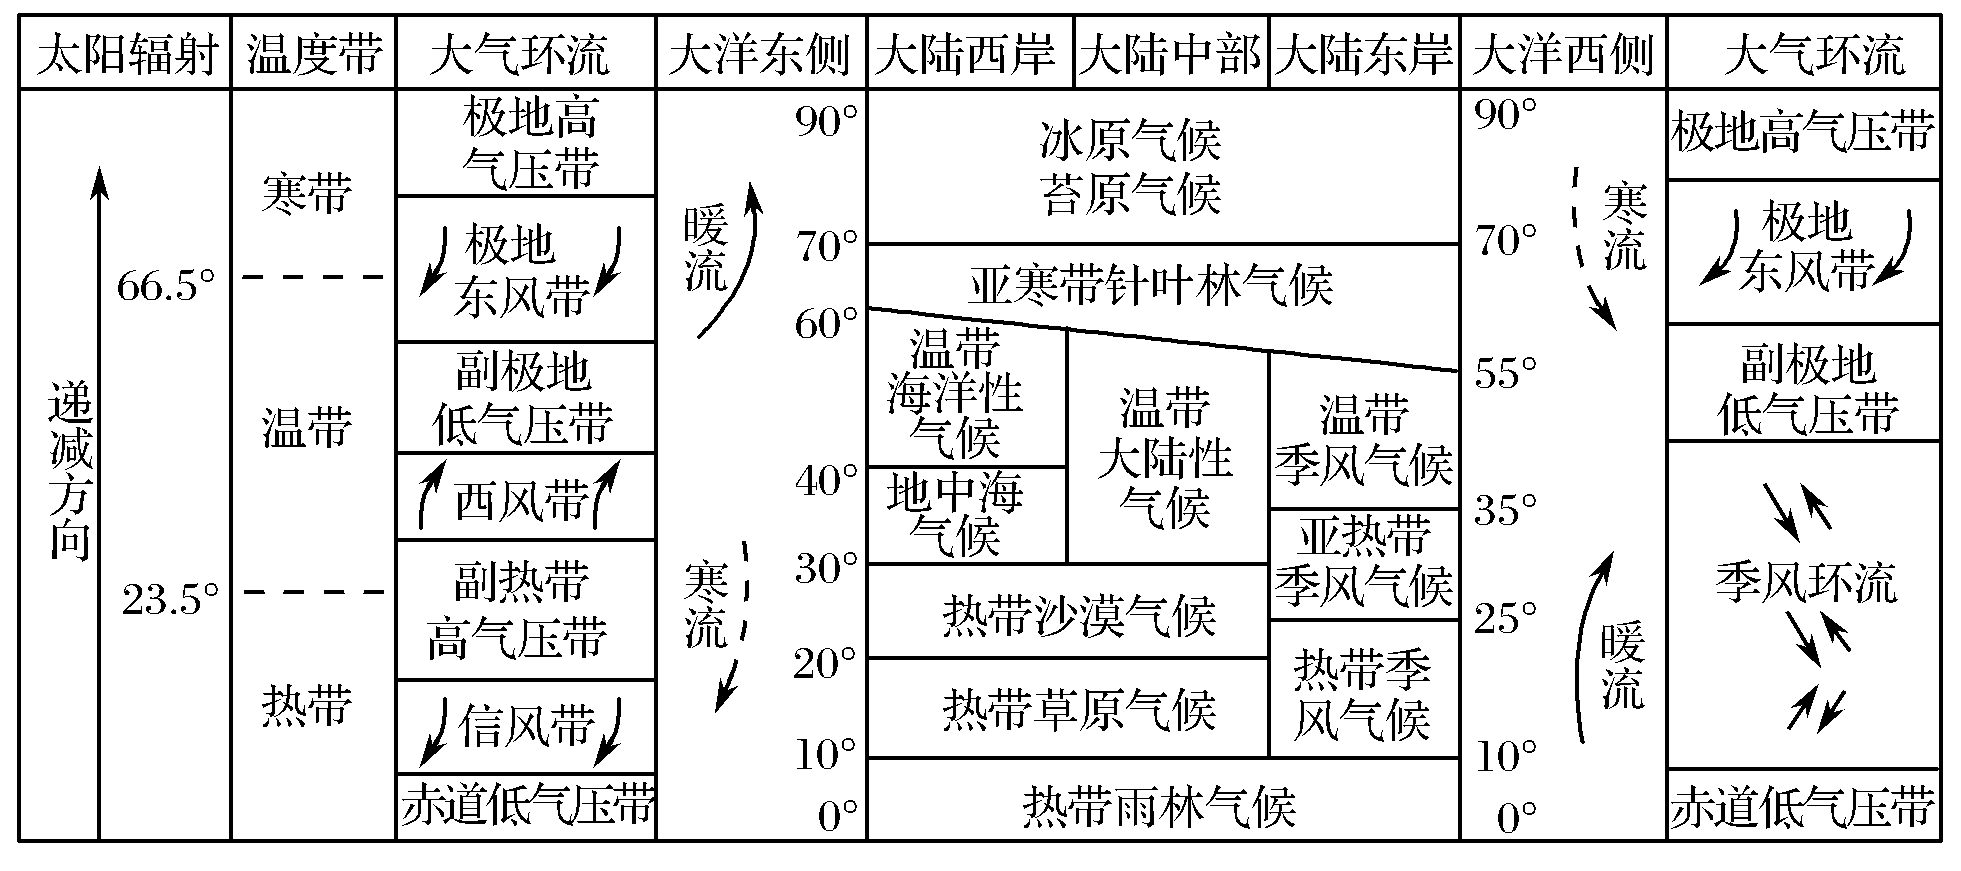 太阳辐射 温度带 大气环流 大洋东侧 大陆西岸 大陆中部 大陆东岸 大洋西侧 大气环流
递减方向
66.5°
23.5°
寒带
温带
热带
极地高
气压带
极地
东风带
副极地
低气压带
西风带
副热带
高气压带
信风带
赤道低气压带
暖流
寒流
90°
70°
60°
40°
30°
20°
10°
0°
冰原气候
苔原气候
亚寒带针叶林气候
温带
海洋性
气候
地中海
气候
温带
大陆性
气候
温带
季风气候
亚热带
季风气候
热带沙漠气候
热带草原气候
热带季
风气候
热带雨林气候
90°
70°
55°
35°
25°
10°
0°
寒流
暖流
极地高气压带
极地
东风带
副极地
低气压带
季风环流
赤道低气压带